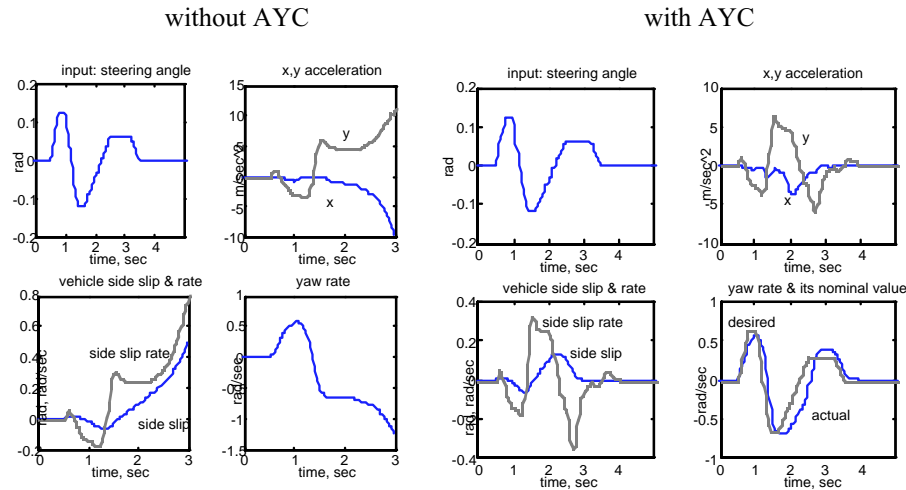 without AYC
with AYC
input: steering angle
0.2
0.1
0
-0.1
-0.2
rad
0 1 2 3 4
time, sec
x,y acceleration
15
10
5
0
-5
-10
m/sec^2
y
x
0 1 2 3
time, sec
input: steering angle
0.2
0.1
0
-0.1
-0.2
rad
0 1 2 3 4
time, sec
x,y acceleration
10
5
0
-5
-10
m/sec^2
y
x
0 1 2 3 4
time, sec
vehicle side slip & rate
0.8
0.6
0.4
0.2
0
-0.2
rad, rad/sec
side slip rate
side slip
0 1 2 3
time, sec
yaw rate
1
0.5
0
-0.5
-1
-1.5
rad/sec
0 1 2 3
time, sec
vehicle side slip & rate
0.4
0.2
0
-0.2
-0.4
rad, rad/sec
side slip rate
side slip
0 1 2 3 4
time, sec
yaw rate & its nominal value
1
0.5
0
-0.5
-1
rad/sec
desired
actual
0 1 2 3 4
time, sec